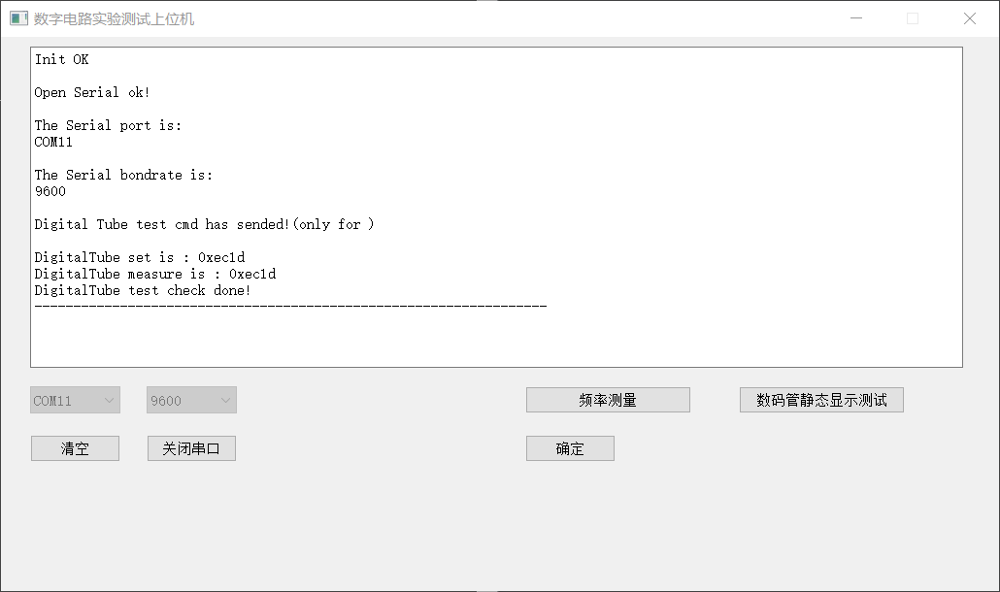 数字电路实验测试上位机
Init OK
Open Serial ok!
The Serial port is:
COM11
The Serial bondrate is:
9600
Digital Tube test cmd has sended!(only for )
DigitalTube set is : 0xec1d
DigitalTube measure is : 0xec1d
DigitalTube test check done!
------------------------------------------------------------------
COM11
9600
频率测量
数码管静态显示测试
清空
关闭串口
确定